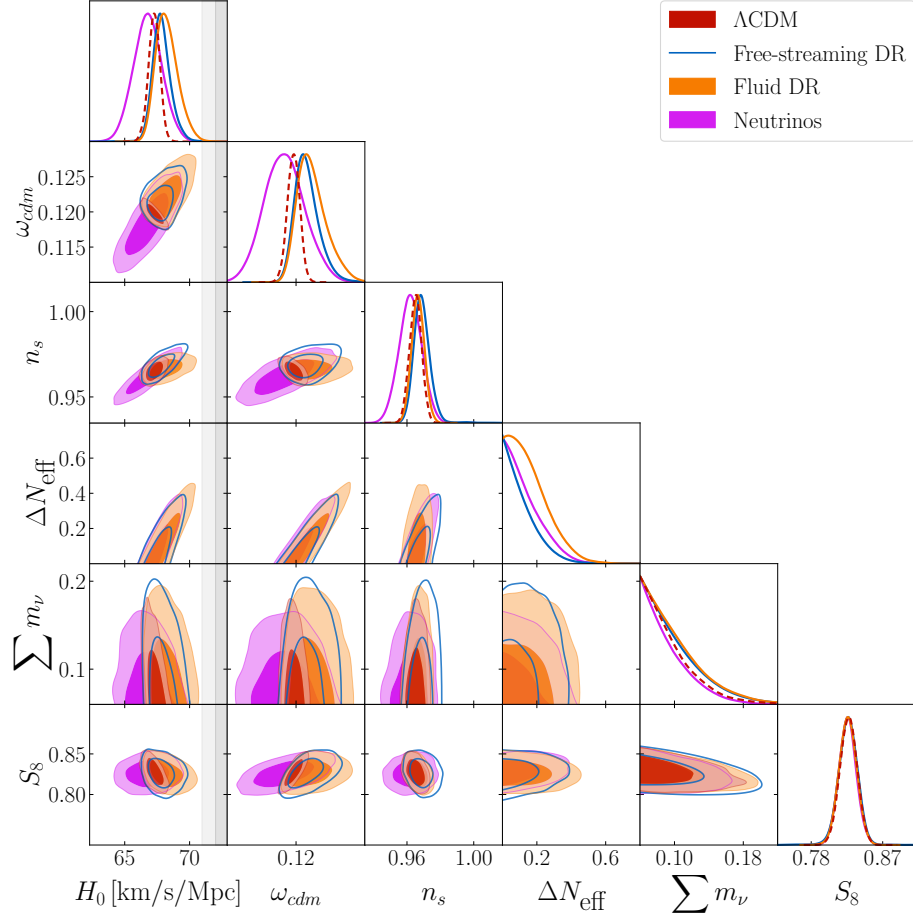 ΛCDM
Free-streaming DR
Fluid DR
Neutrinos
0.125
0.120
0.115
ω_cdm
1.00
0.95
n_s
0.6
0.4
0.2
ΔN_eff
0.2
0.1
∑ m_ν
0.85
0.80
S_8
65 70
0.12
0.96 1.00
0.2 0.6
0.10 0.18
0.78 0.87
H_0 [km/s/Mpc] ω_cdm n_s ΔN_eff ∑ m_ν S_8